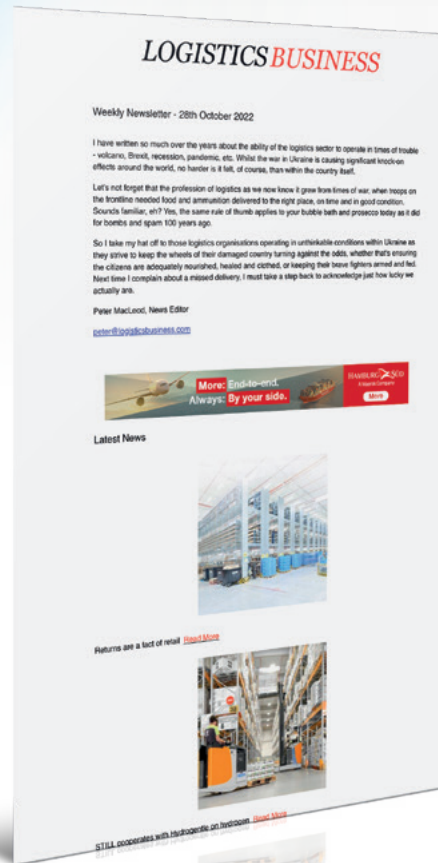 LOGISTICS BUSINESS
Weekly Newsletter - 28th October 2022
I have written so much over the years about the ability of the logistics sector to operate in times of trouble
- volcano, Brexit, recession, pandemic, etc. Whilst the war in Ukraine is causing significant knock-on
effects around the world, no harder is it felt, of course, than within the country itself.
Let's not forget that the profession of logistics as we now know it grew from times of war, when troops on
the frontline needed food and ammunition delivered to the right place, on time and in good condition.
Sounds familiar, eh? Yes, the same rule of thumb applies to your bubble bath and prosecco today as it did
for bombs and spam 100 years ago.
So I take my hat off to those logistics organisations operating in unthinkable conditions within Ukraine as
they strive to keep the wheels of their damaged country turning against the odds, whether that's ensuring
the citizens are adequately nourished, healed and clothed, or keeping their brave fighters armed and fed.
Next time I complain about a missed delivery, I must take a step back to acknowledge just how lucky we
actually are.
Peter MacLeod, News Editor
peter@logisticsbusiness.com
More: End-to-end.
Always: By your side.
HAMBURG SÜD
A Maersk Company
More
Latest News
Returns are a fact of retail Read More
STILL cooperates with Hydrogentle on hydrogen Read More